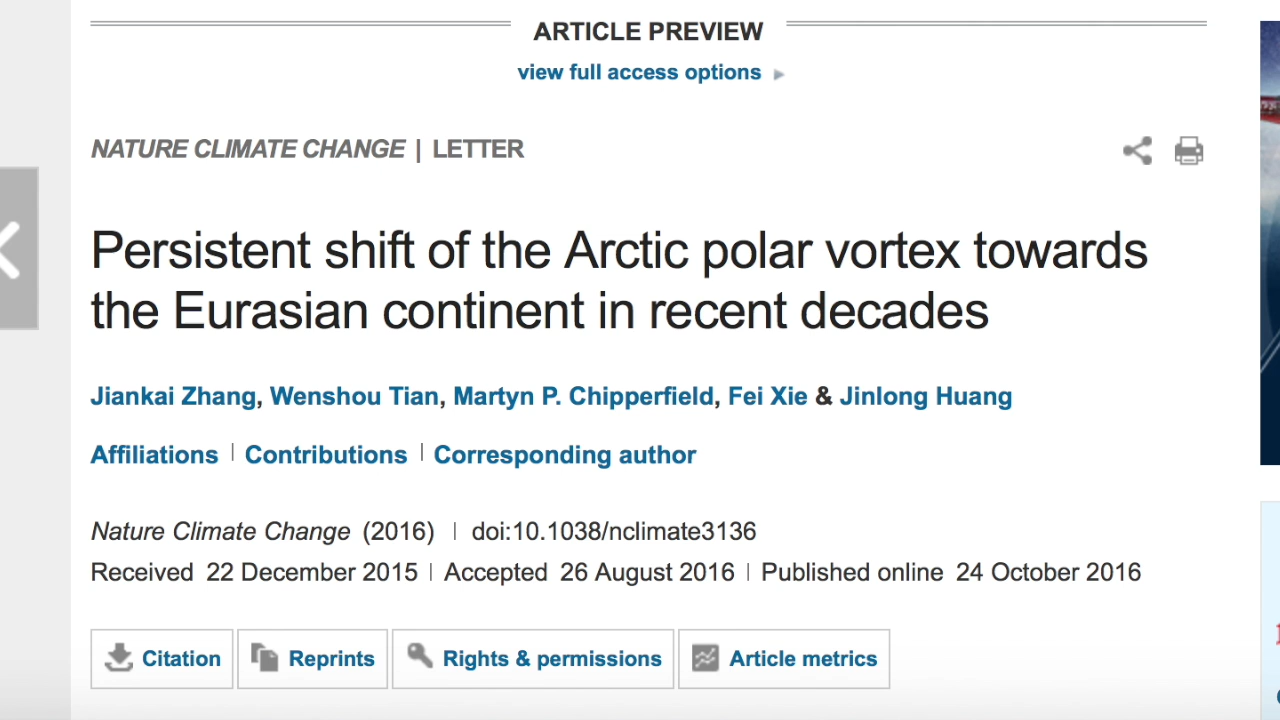 ARTICLE PREVIEW
view full access options
NATURE CLIMATE CHANGE | LETTER
Persistent shift of the Arctic polar vortex towards
the Eurasian continent in recent decades
Jiankai Zhang, Wenshou Tian, Martyn P. Chipperfield, Fei Xie & Jinlong Huang
Affiliations | Contributions | Corresponding author
Nature Climate Change (2016) | doi:10.1038/nclimate3136
Received 22 December 2015 | Accepted 26 August 2016 | Published online 24 October 2016
Citation Reprints Rights & permissions Article metrics